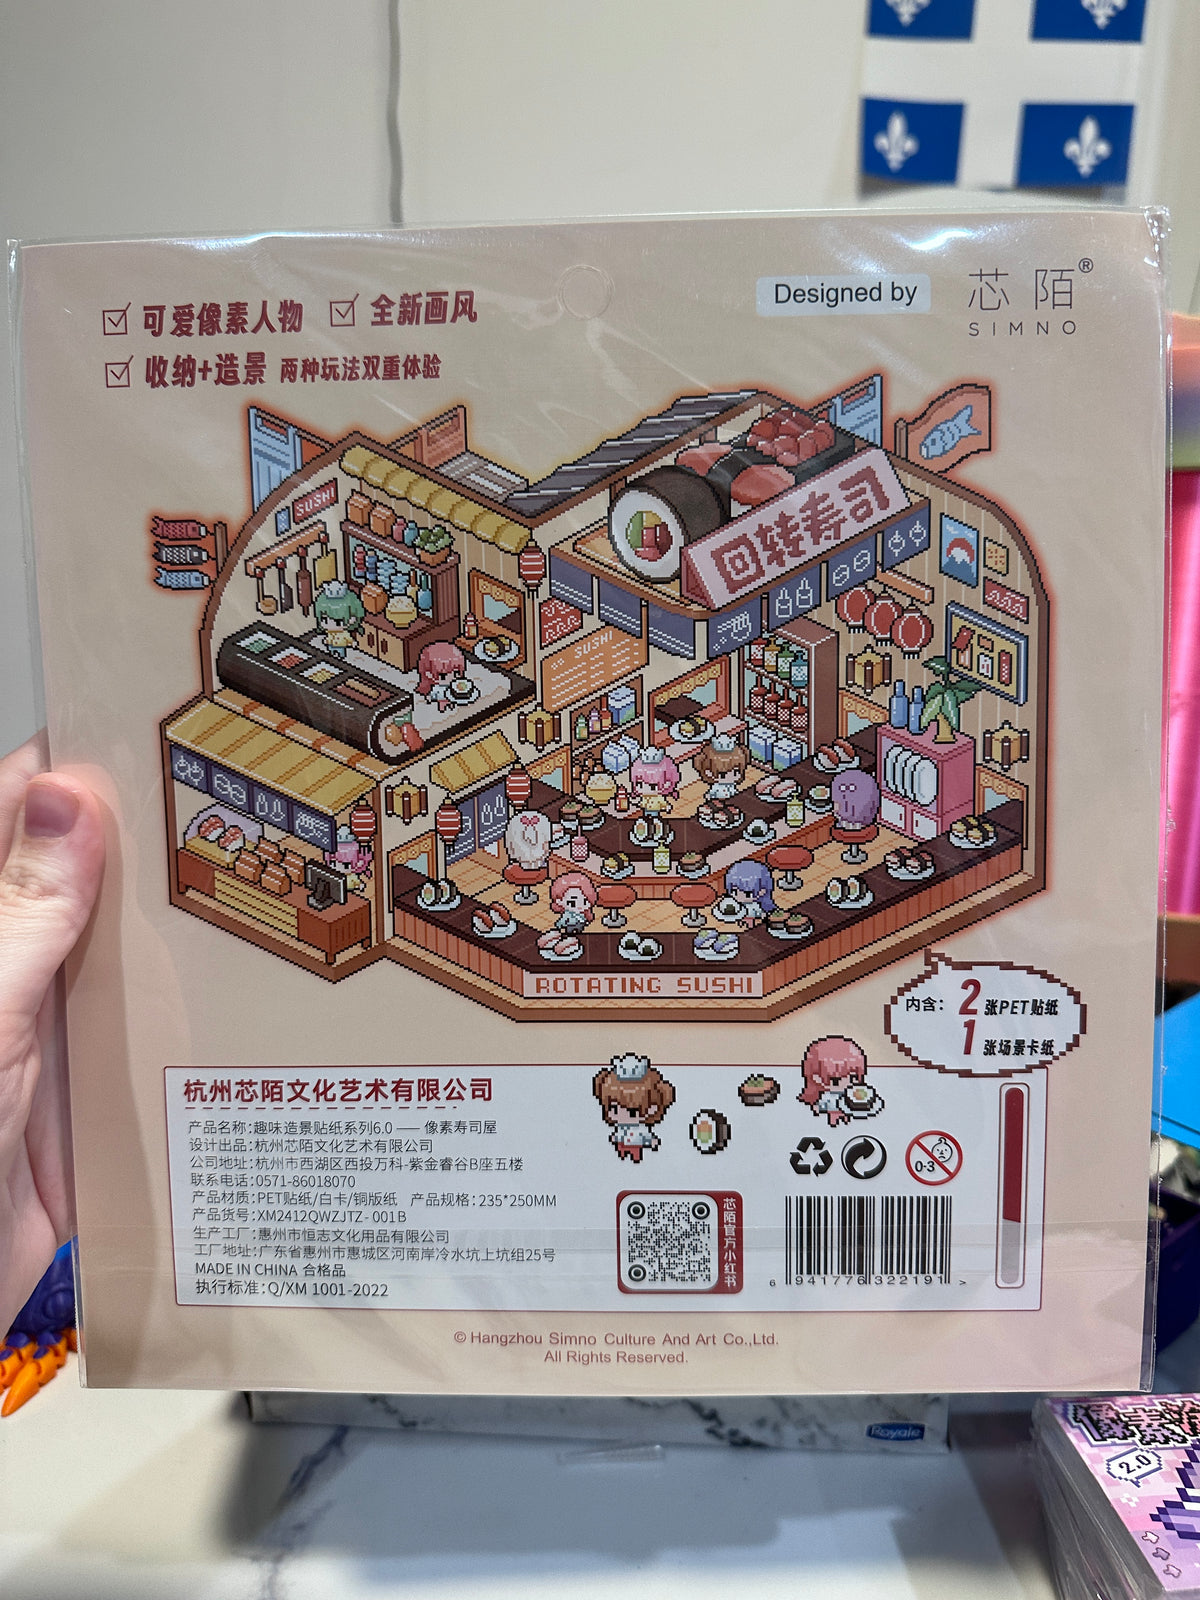 可爱像素人物 全新画风
收纳+造景 两种玩法双重体验
Designed by
芯陌®
SIMNO
SUSHI
回转寿司
SUSHI
ROTATING SUSHI
内含：2张PET贴纸
1张场景卡纸
杭州芯陌文化艺术有限公司
产品名称：趣味造景贴纸系列6.0 —— 像素寿司屋
设计出品：杭州芯陌文化艺术有限公司
公司地址：杭州市西湖区西投万科-紫金睿谷B座五楼
联系电话：0571-86018070
产品材质：PET贴纸/白卡/铜版纸 产品规格：235*250MM
产品货号：XM2412QWZJTZ-001B
生产工厂：惠州市恒志文化用品有限公司
工厂地址：广东省惠州市惠城区河南岸冷水坑上坑组25号
MADE IN CHINA 合格品
执行标准：Q/XM 1001-2022
芯陌官方小红书
0-3
6 941776 322191 >
© Hangzhou Simno Culture And Art Co.,Ltd.
All Rights Reserved.
Royale
像素
2.0